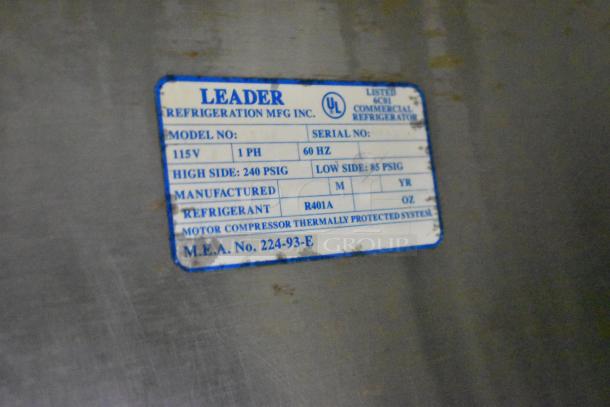 LEADER
REFRIGERATION MFG INC.
UL
LISTED
6C81
COMMERCIAL
REFRIGERATOR
MODEL NO: SERIAL NO:
115V 1 PH 60 HZ
HIGH SIDE: 240 PSIG LOW SIDE: 85 PSIG
MANUFACTURED M YR
REFRIGERANT R401A OZ
MOTOR COMPRESSOR THERMALLY PROTECTED SYSTEM
M.E.A. No. 224-93-E
GROUP